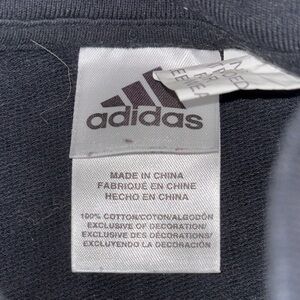 adidas
MADE IN CHINA
FABRIQUÉ EN CHINE
HECHO EN CHINA
100% COTTON/COTON/ALGODÓN
EXCLUSIVE OF DECORATION/
EXCLUSIVE DES DÉCORATIONS/
EXCLUYENDO LA DECORACIÓN